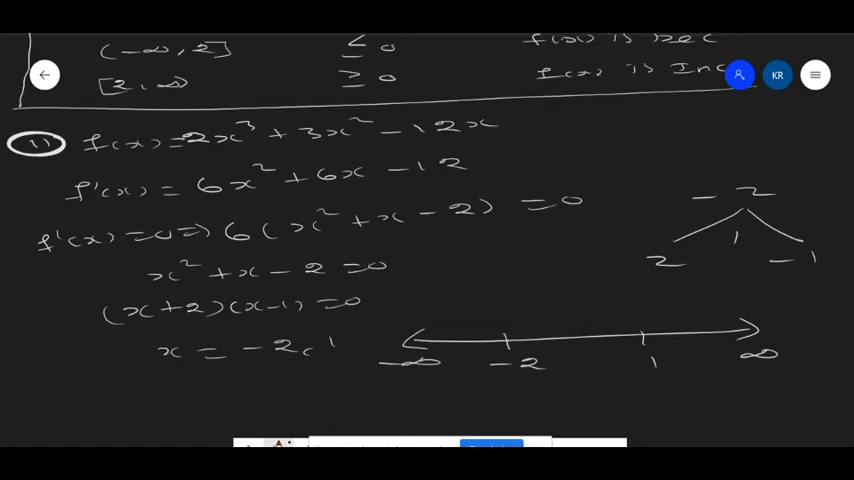 (-∞, 2] ≤ 0 f(x) is Dec
[2, ∞) ≥ 0 f(x) is Inc
KR
11) f(x) = 2x³ + 3x² - 12x
f'(x) = 6x² + 6x - 12
f'(x) = 0 ⇒ 6(x² + x - 2) = 0
x² + x - 2 = 0
(x+2)(x-1) = 0
x = -2, 1
-2
1
2 -1
-∞ -2 1 ∞